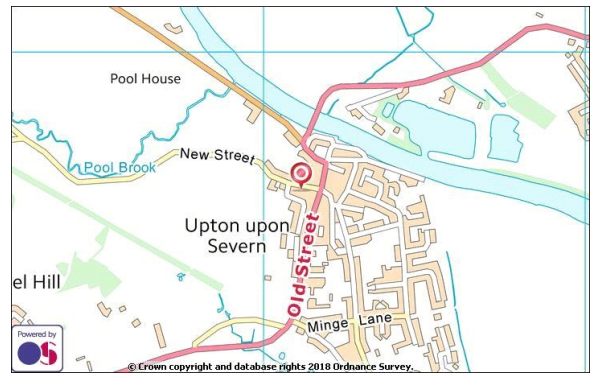 Pool House
Pool Brook
New Street
Upton upon
Severn
Old Street
el Hill
Minge Lane
Powered by
OS
© Crown copyright and database rights 2018 Ordnance Survey.